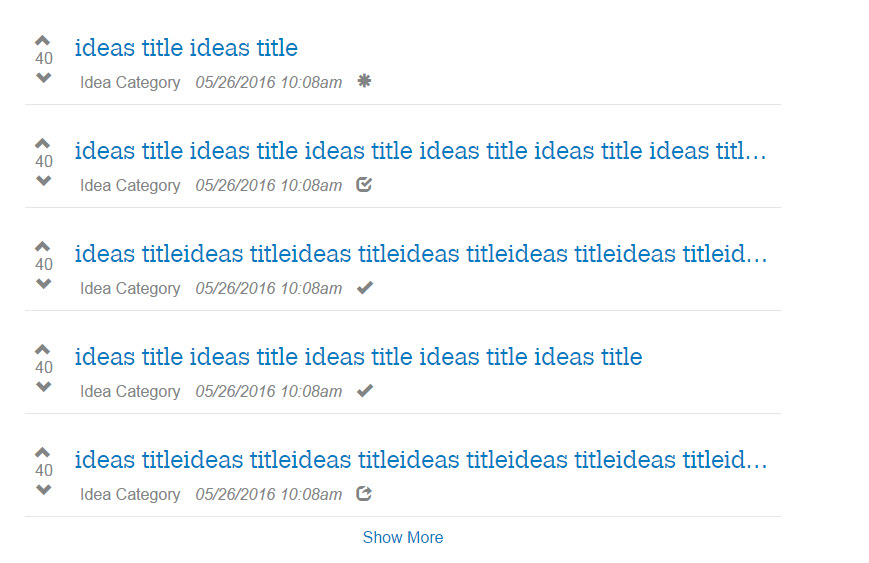 ideas title ideas title
40
Idea Category 05/26/2016 10:08am
ideas title ideas title ideas title ideas title ideas title ideas titl...
40
Idea Category 05/26/2016 10:08am
ideas titleideas titleideas titleideas titleideas titleideas titleid...
40
Idea Category 05/26/2016 10:08am
ideas title ideas title ideas title ideas title ideas title
40
Idea Category 05/26/2016 10:08am
ideas titleideas titleideas titleideas titleideas titleideas titleid...
40
Idea Category 05/26/2016 10:08am
Show More